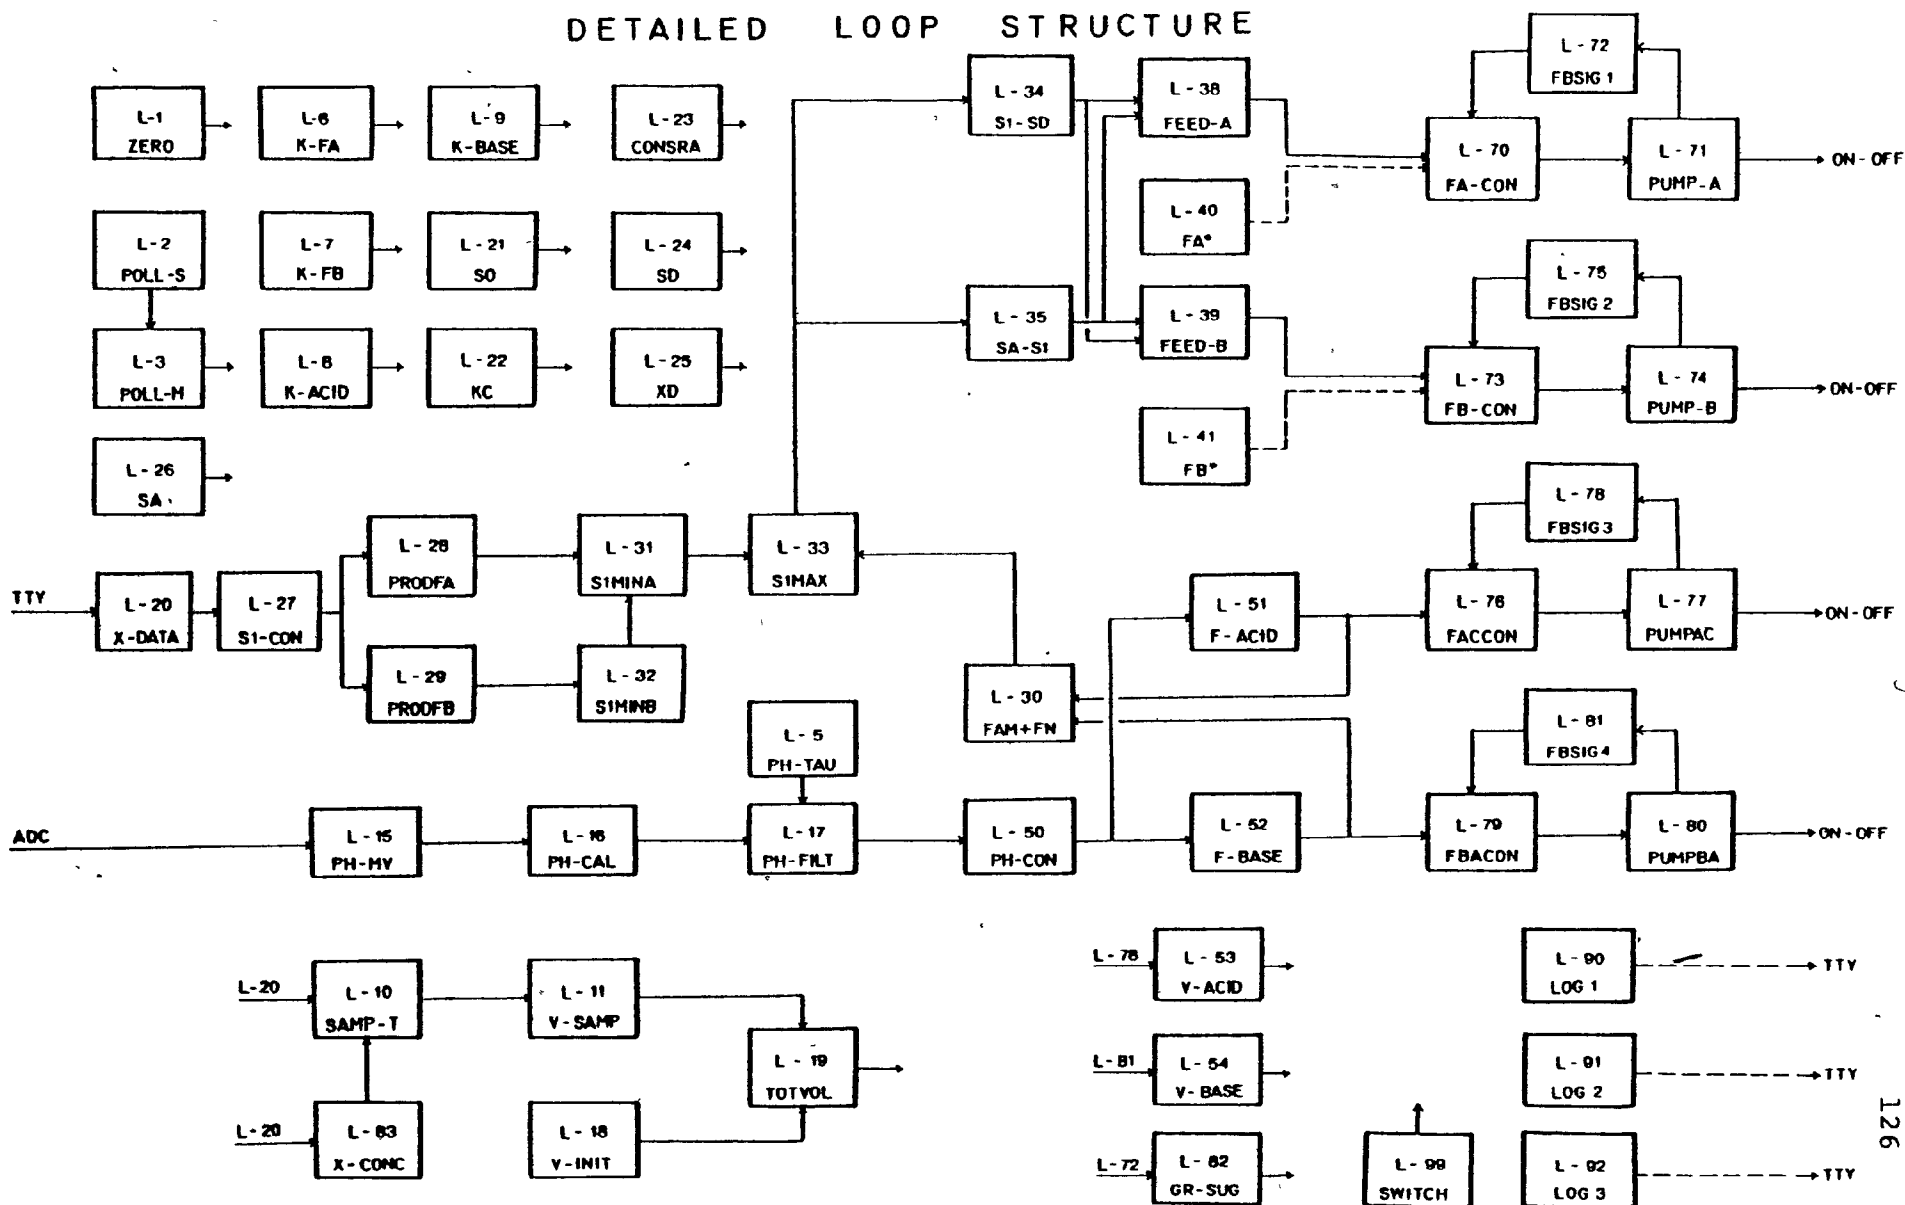 DETAILED LOOP STRUCTURE
L-1
ZERO
L-6
K-FA
L-9
K-BASE
L-23
CONSRA
L-34
S1-SD
L-38
FEED-A
L-72
FBSIG 1
L-70
FA-CON
L-71
PUMP-A
ON-OFF
L-2
POLL-S
L-7
K-FB
L-21
SO
L-24
SD
L-40
FA*
L-3
POLL-M
L-8
K-ACID
L-22
KC
L-25
XD
L-35
SA-S1
L-39
FEED-B
L-75
FBSIG 2
L-73
FB-CON
L-74
PUMP-B
ON-OFF
L-41
FB*
L-26
SA
TTY
L-20
X-DATA
L-27
S1-CON
L-28
PRODFA
L-29
PRODFB
L-31
S1MINA
L-32
S1MINB
L-33
S1MAX
L-30
FAM+FN
L-51
F-ACID
L-78
FBSIG 3
L-76
FACCON
L-77
PUMPAC
ON-OFF
L-5
PH-TAU
ADC
L-15
PH-MV
L-16
PH-CAL
L-17
PH-FILT
L-50
PH-CON
L-52
F-BASE
L-81
FBSIG 4
L-79
FBACON
L-80
PUMPBA
ON-OFF
L-20
L-10
SAMP-T
L-11
V-SAMP
L-19
TOTVOL
L-20
L-83
X-CONC
L-18
V-INIT
L-78
L-53
V-ACID
L-81
L-54
V-BASE
L-72
L-82
GR-SUG
L-99
SWITCH
L-90
LOG 1
TTY
L-91
LOG 2
TTY
L-92
LOG 3
TTY
126